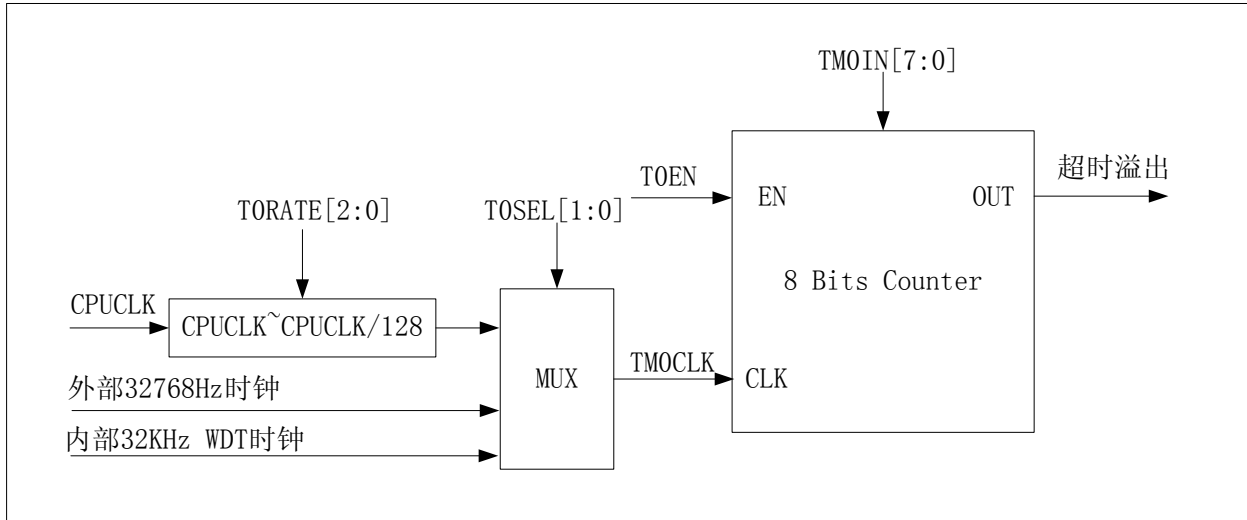 TM0IN[7:0]
T0EN
EN
OUT
超时溢出
T0RATE[2:0]
T0SEL[1:0]
8 Bits Counter
CPUCLK
CPUCLK~CPUCLK/128
MUX
TM0CLK
CLK
外部32768Hz时钟
内部32KHz WDT时钟